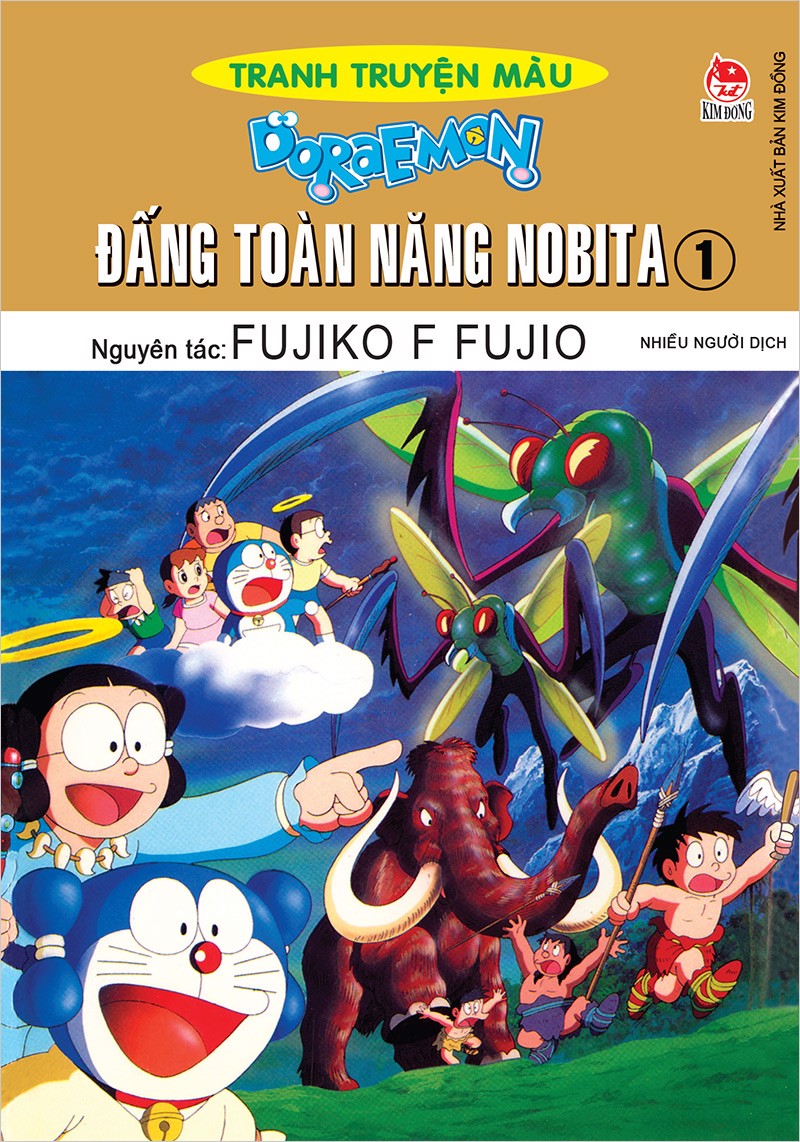 TRANH TRUYỆN MÀU
KIM ĐỒNG
NHÀ XUẤT BẢN KIM ĐỒNG
DORAEMON
ĐẤNG TOÀN NĂNG NOBITA 1
Nguyên tác: FUJIKO F FUJIO
NHIỀU NGƯỜI DỊCH